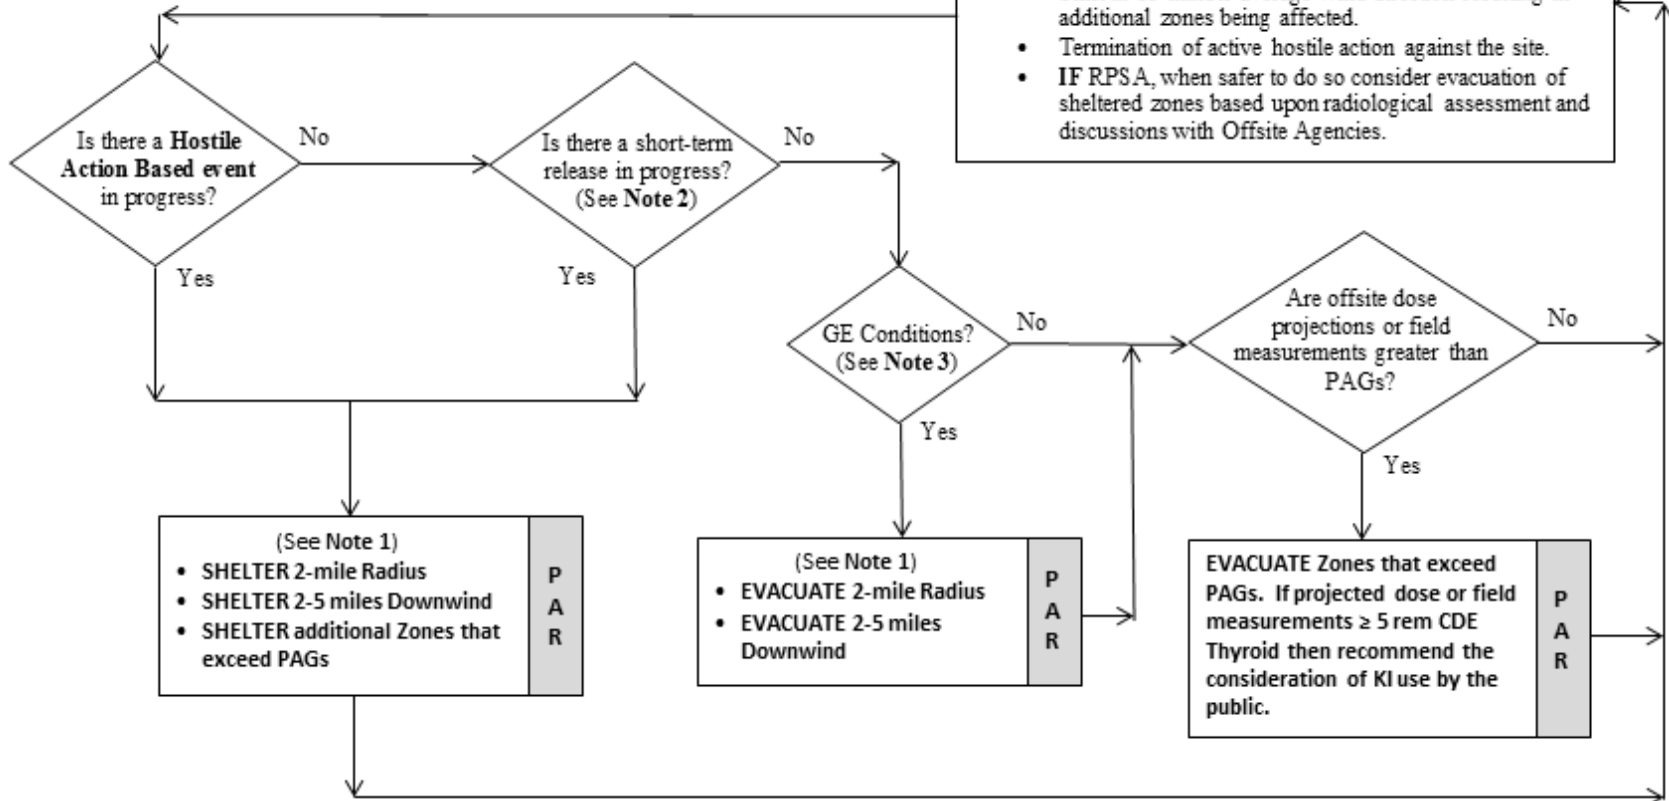 additional zones being affected.
• Termination of active hostile action against the site.
• IF RPSA, when safer to do so consider evacuation of
sheltered zones based upon radiological assessment and
discussions with Offsite Agencies.
Is there a Hostile
Action Based event
in progress?
No
Yes
Is there a short-term
release in progress?
(See Note 2)
No
Yes
GE Conditions?
(See Note 3)
No
Yes
Are offsite dose
projections or field
measurements greater than
PAGs?
No
Yes
(See Note 1)
• SHELTER 2-mile Radius
• SHELTER 2-5 miles Downwind
• SHELTER additional Zones that
exceed PAGs
P
A
R
(See Note 1)
• EVACUATE 2-mile Radius
• EVACUATE 2-5 miles
Downwind
P
A
R
EVACUATE Zones that exceed
PAGs. If projected dose or field
measurements ≥ 5 rem CDE
Thyroid then recommend the
consideration of KI use by the
public.
P
A
R